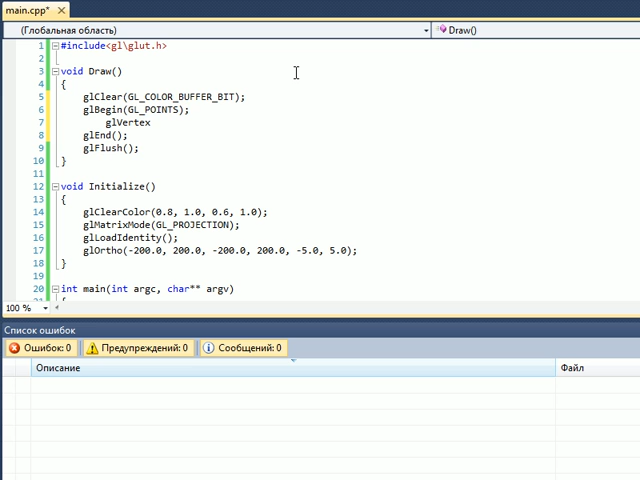 main.cpp*
(Глобальная область)
Draw()
1 #include<gl\glut.h>
2
3 void Draw()
4 {
5 glClear(GL_COLOR_BUFFER_BIT);
6 glBegin(GL_POINTS);
7 glVertex
8 glEnd();
9 glFlush();
10 }
11
12 void Initialize()
13 {
14 glClearColor(0.8, 1.0, 0.6, 1.0);
15 glMatrixMode(GL_PROJECTION);
16 glLoadIdentity();
17 glOrtho(-200.0, 200.0, -200.0, 200.0, -5.0, 5.0);
18 }
19
20 int main(int argc, char** argv)
21 {
100 %
Список ошибок
Ошибок: 0
Предупреждений: 0
Сообщений: 0
Описание
Файл